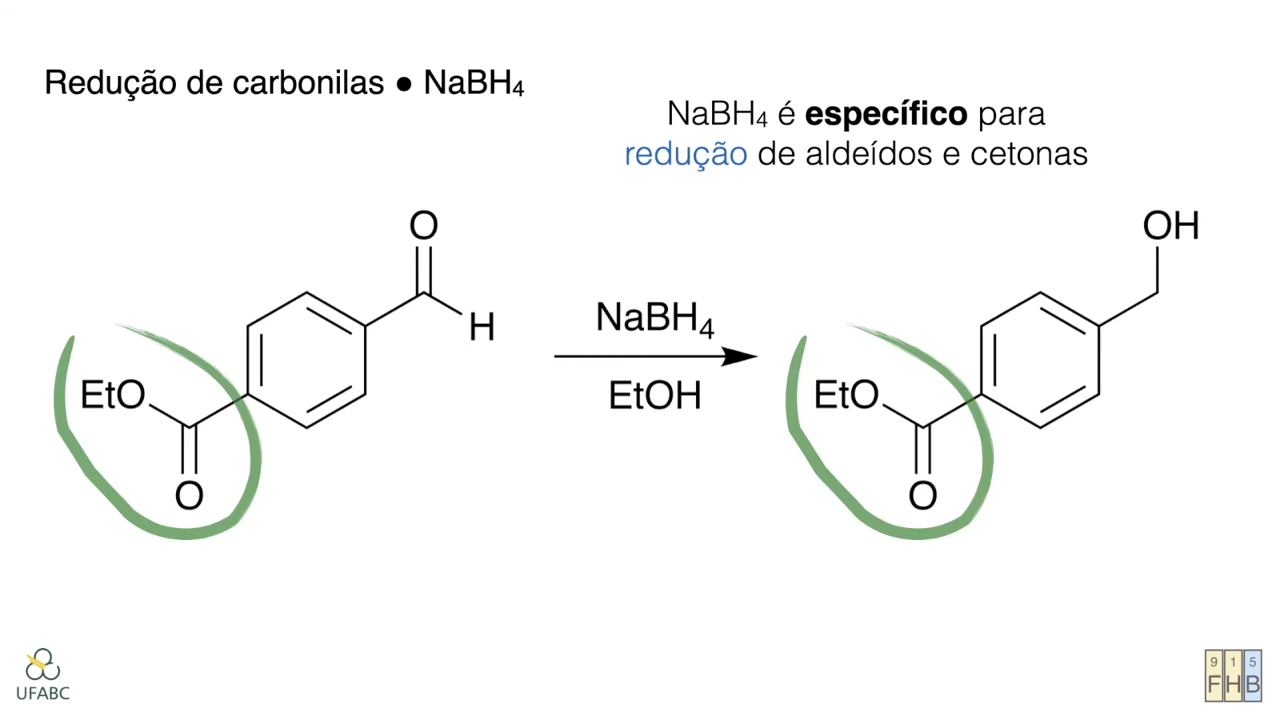 Redução de carbonilas ● NaBH₄
NaBH₄ é específico para
redução de aldeídos e cetonas
O
H
EtO
O
NaBH₄
EtOH
OH
EtO
O
UFABC
9 1 5
F H B